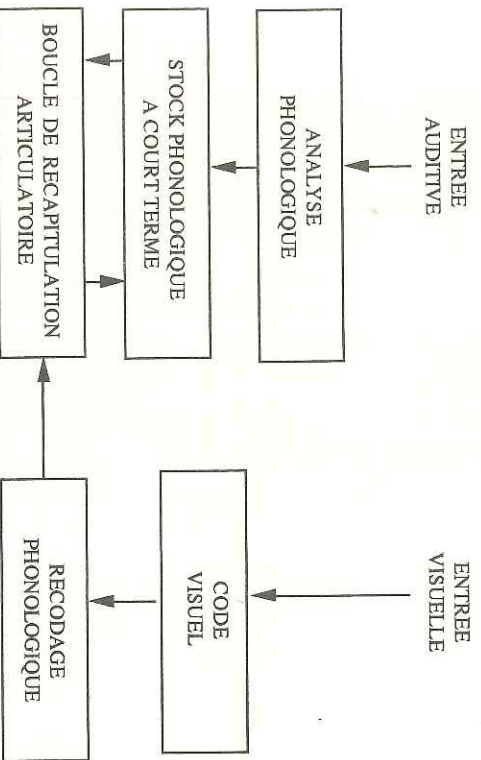 ENTREE
AUDITIVE
ANALYSE
PHONOLOGIQUE
STOCK PHONOLOGIQUE
A COURT TERME
BOUCLE DE RECAPITULATION
ARTICULATOIRE
ENTREE
VISUELLE
CODE
VISUEL
RECODAGE
PHONOLOGIQUE